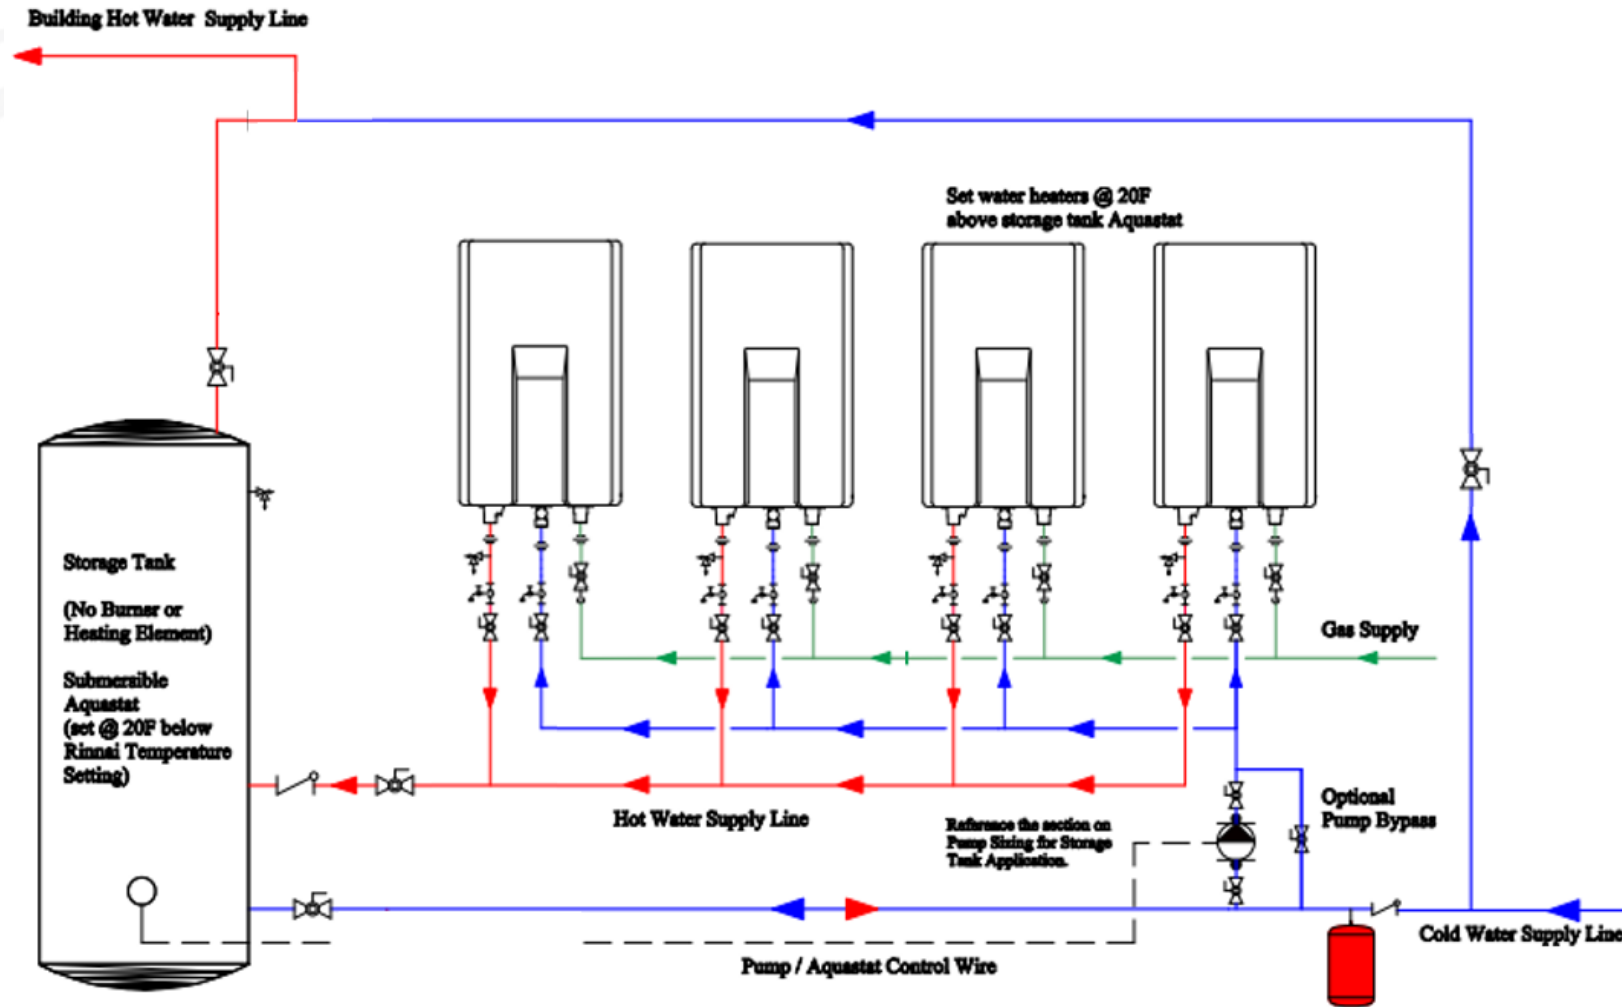 Building Hot Water Supply Line
Set water heaters @ 20F
above storage tank Aquastat
Storage Tank
(No Burner or
Heating Element)
Submersible
Aquastat
(set @ 20F below
Rinnai Temperature
Setting)
Gas Supply
Hot Water Supply Line
Reference the section on
Pump Sizing for Storage
Tank Application.
Optional
Pump Bypass
Cold Water Supply Line
Pump / Aquastat Control Wire